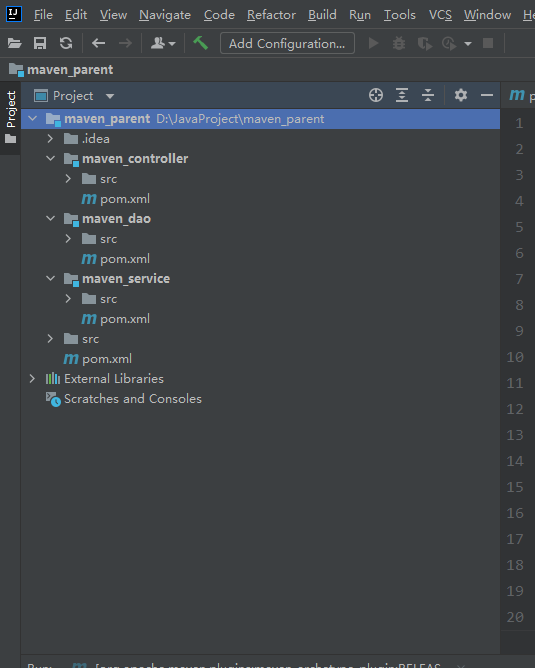 IJ File Edit View Navigate Code Refactor Build Run Tools VCS Window
Add Configuration...
maven_parent
Project
Project
maven_parent D:\JavaProject\maven_parent
.idea
maven_controller
src
m pom.xml
maven_dao
src
m pom.xml
maven_service
src
m pom.xml
src
m pom.xml
External Libraries
Scratches and Consoles
m p
1
2
3
4
5
6
7
8
9
10
11
12
13
14
15
16
17
18
19
20